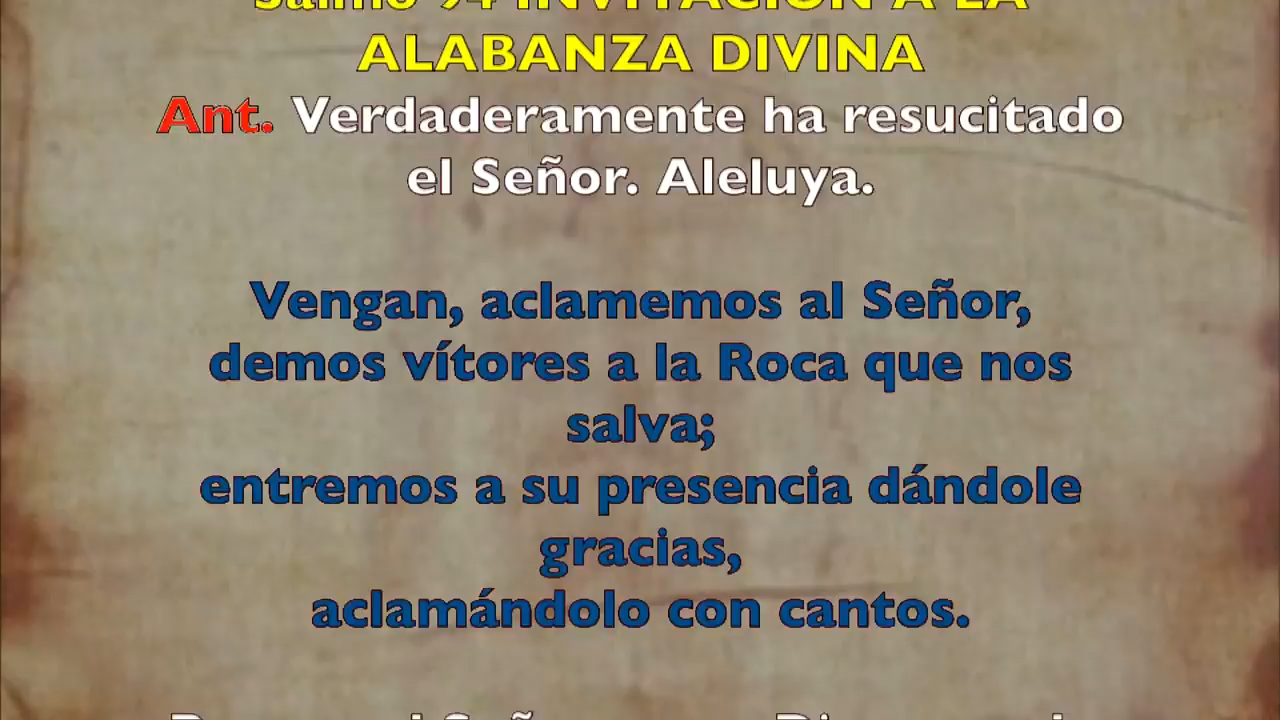 Salmo 94 INVITACIÓN A LA
ALABANZA DIVINA
Ant. Verdaderamente ha resucitado
el Señor. Aleluya.
Vengan, aclamemos al Señor,
demos vítores a la Roca que nos
salva;
entremos a su presencia dándole
gracias,
aclamándolo con cantos.